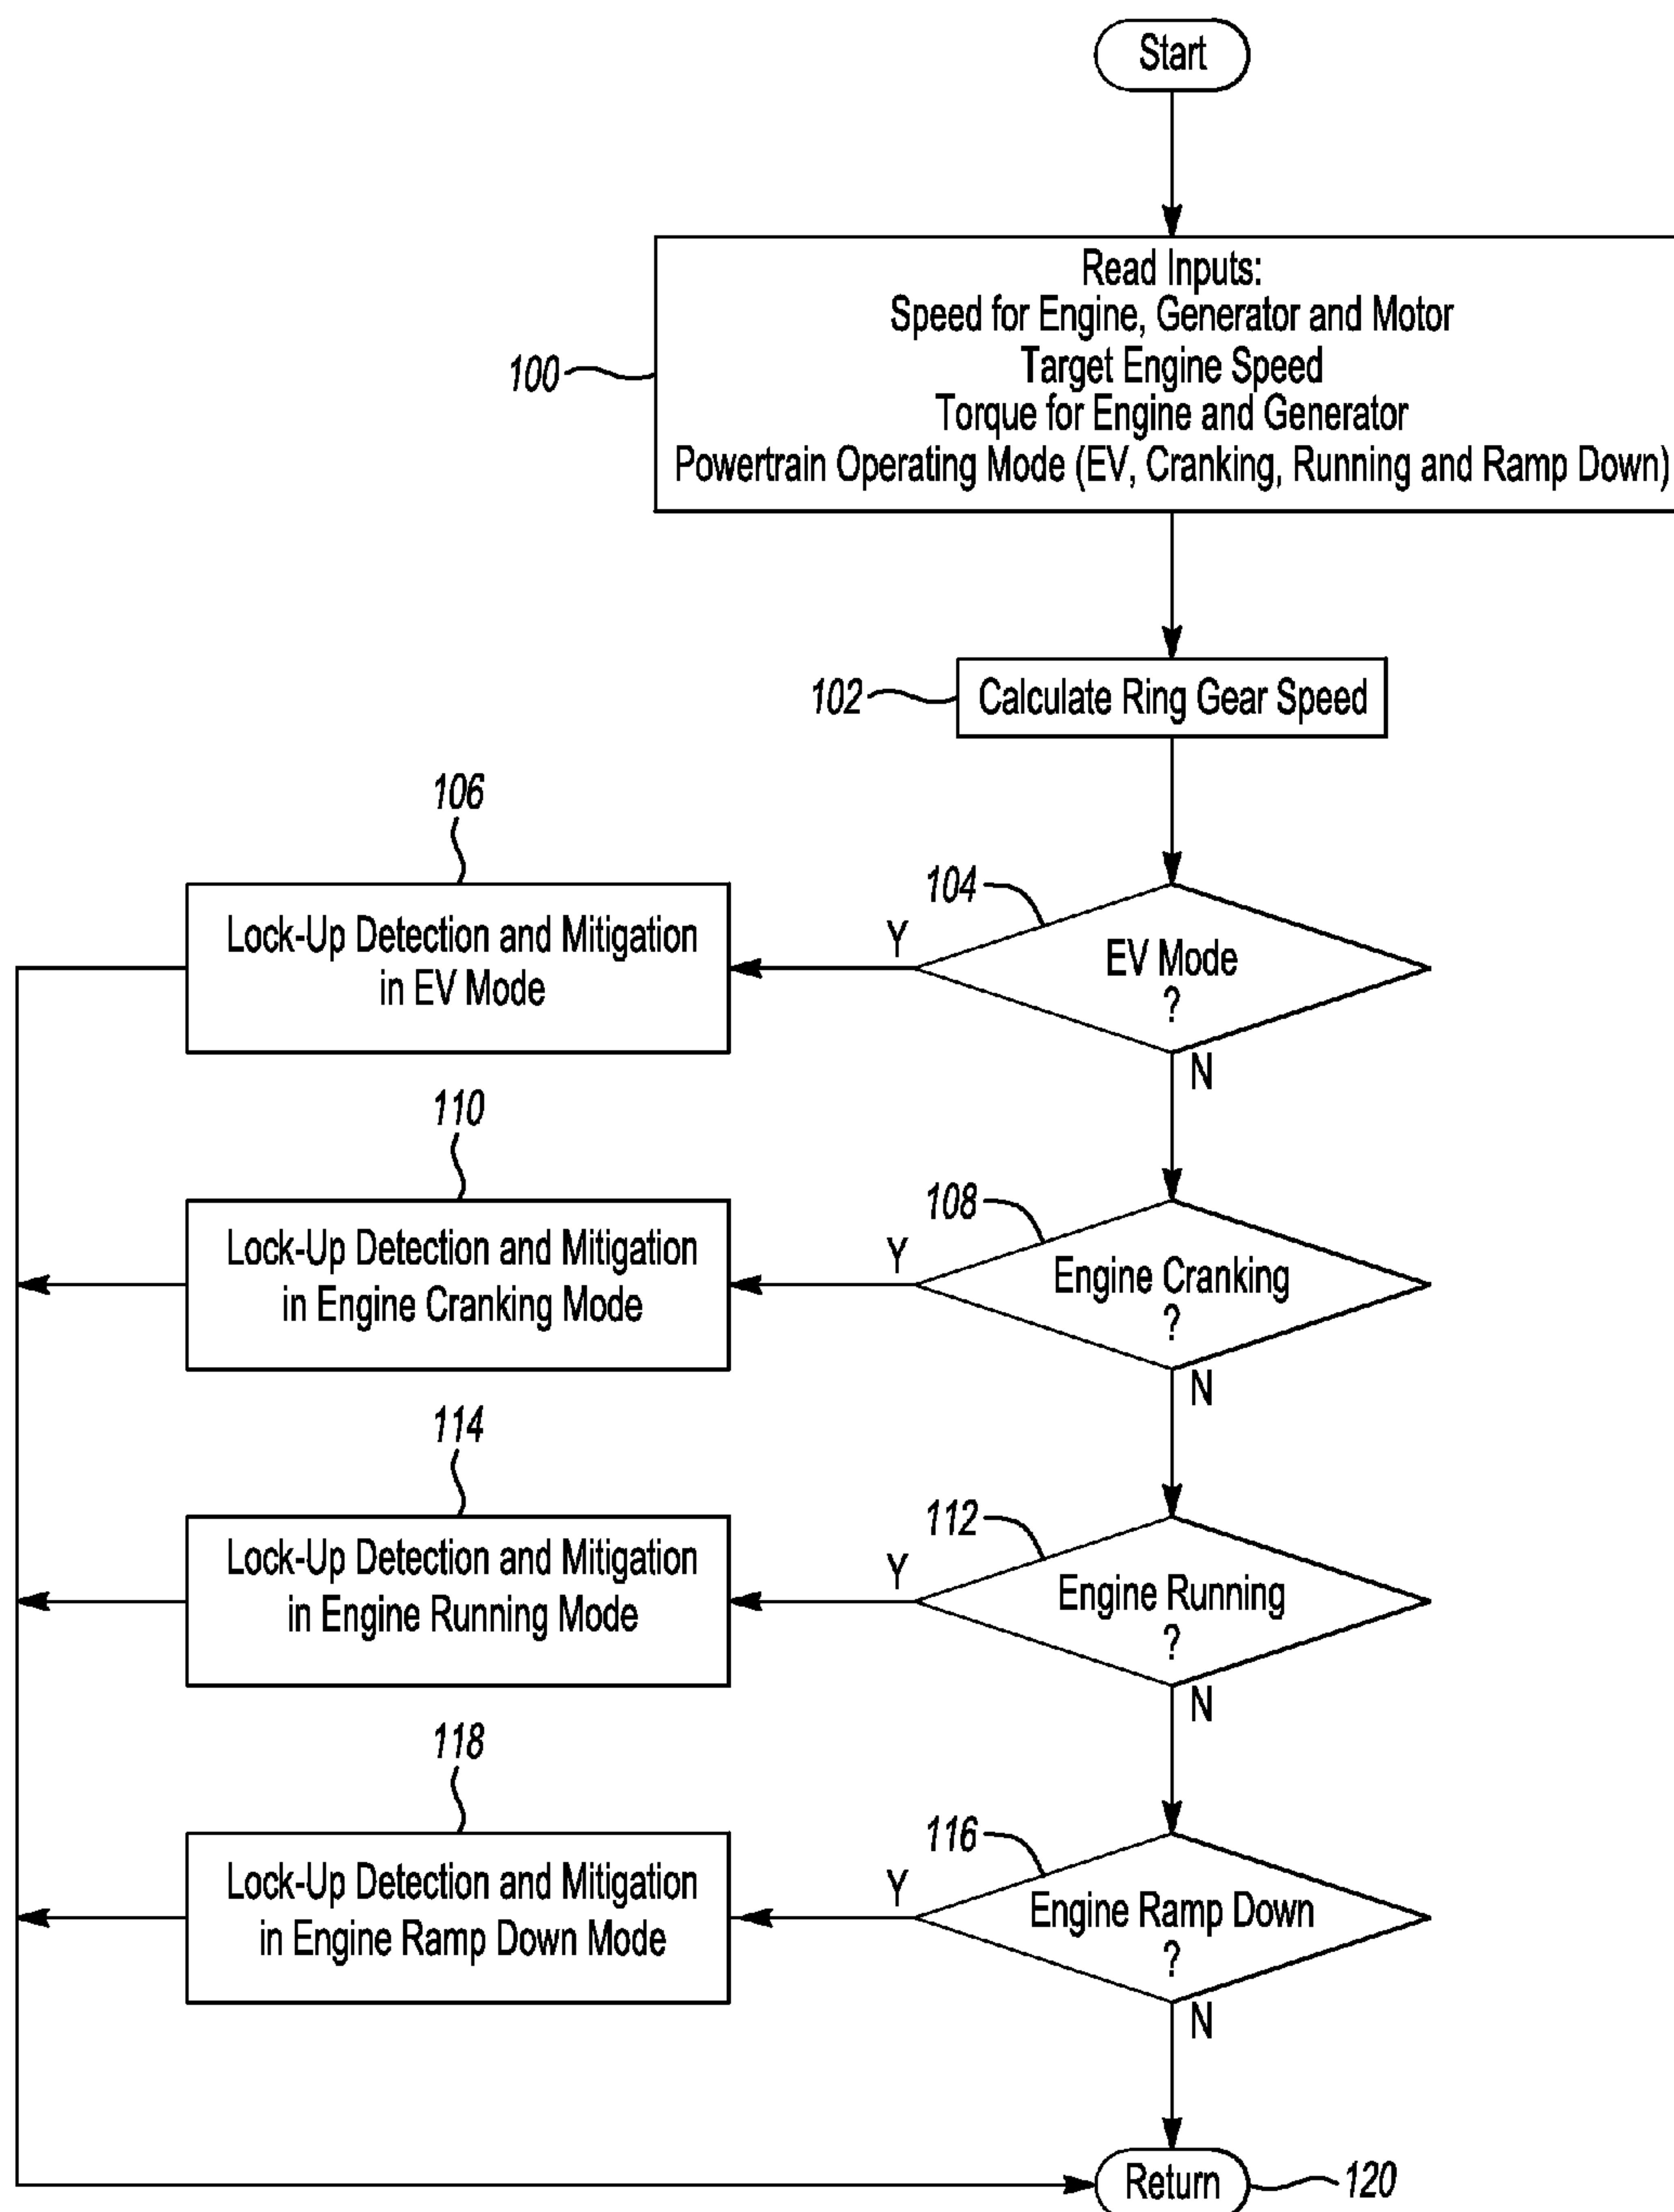 Start
Read Inputs:
Speed for Engine, Generator and Motor
100
Target Engine Speed
Torque for Engine and Generator
Powertrain Operating Mode (EV, Cranking, Running and Ramp Down)
102
Calculate Ring Gear Speed
106
104
Lock-Up Detection and Mitigation
in EV Mode
Y
EV Mode
?
N
110
108
Lock-Up Detection and Mitigation
in Engine Cranking Mode
Y
Engine Cranking
?
N
114
112
Lock-Up Detection and Mitigation
in Engine Running Mode
Y
Engine Running
?
N
118
116
Lock-Up Detection and Mitigation
in Engine Ramp Down Mode
Y
Engine Ramp Down
?
N
Return
120